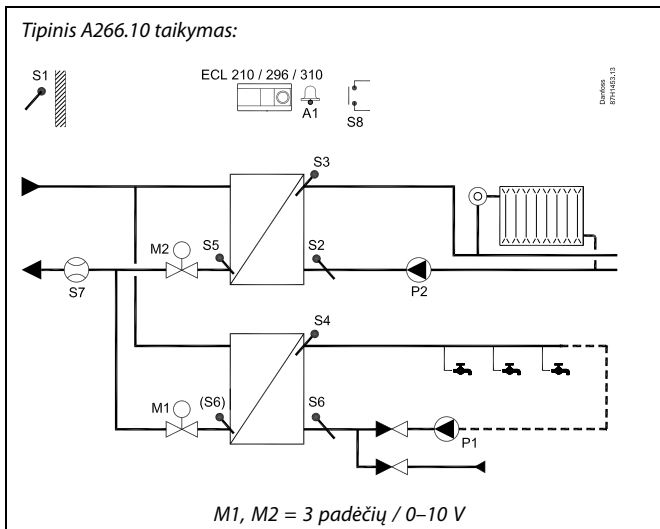 Tipinis A266.10 taikymas:
S1
ECL 210 / 296 / 310
A1
S8
Danfoss
87H1453.13
S3
M2
S5
S2
S7
P2
S4
M1
(S6)
S6
P1
M1, M2 = 3 padėčių / 0–10 V